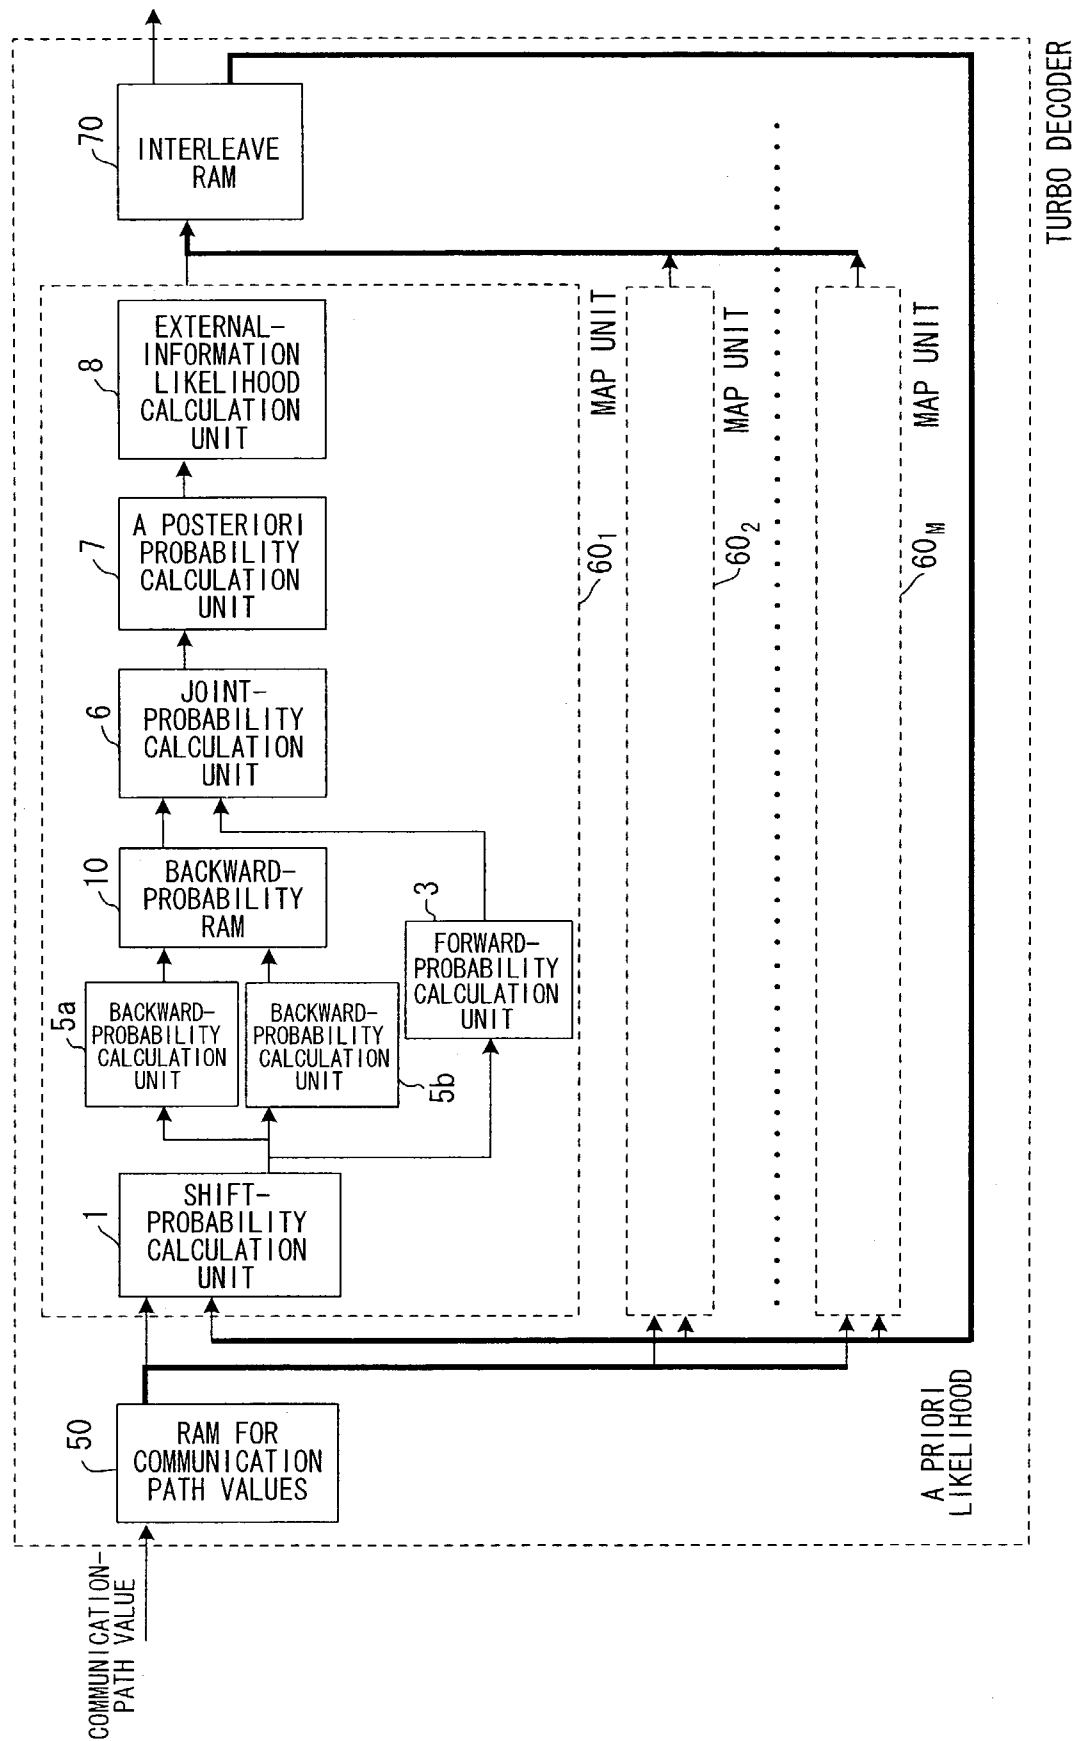 COMMUNICATION-
PATH VALUE
50
RAM FOR
COMMUNICATION
PATH VALUES
1
SHIFT-
PROBABILITY
CALCULATION
UNIT
5a
BACKWARD-
PROBABILITY
CALCULATION
UNIT
BACKWARD-
PROBABILITY
CALCULATION
UNIT
5b
10
BACKWARD-
PROBABILITY
RAM
3
FORWARD-
PROBABILITY
CALCULATION
UNIT
6
JOINT-
PROBABILITY
CALCULATION
UNIT
7
A POSTERIORI
PROBABILITY
CALCULATION
UNIT
8
EXTERNAL-
INFORMATION
LIKELIHOOD
CALCULATION
UNIT
70
INTERLEAVE
RAM
60₁
MAP UNIT
60₂
MAP UNIT
60M
MAP UNIT
A PRIORI
LIKELIHOOD
TURBO DECODER